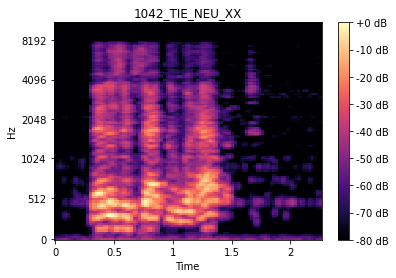 1042_TIE_NEU_XX
8192
4096
2048
1024
512
0
Hz
0
0.5
1
1.5
2
Time
+0 dB
-10 dB
-20 dB
-30 dB
-40 dB
-50 dB
-60 dB
-70 dB
-80 dB